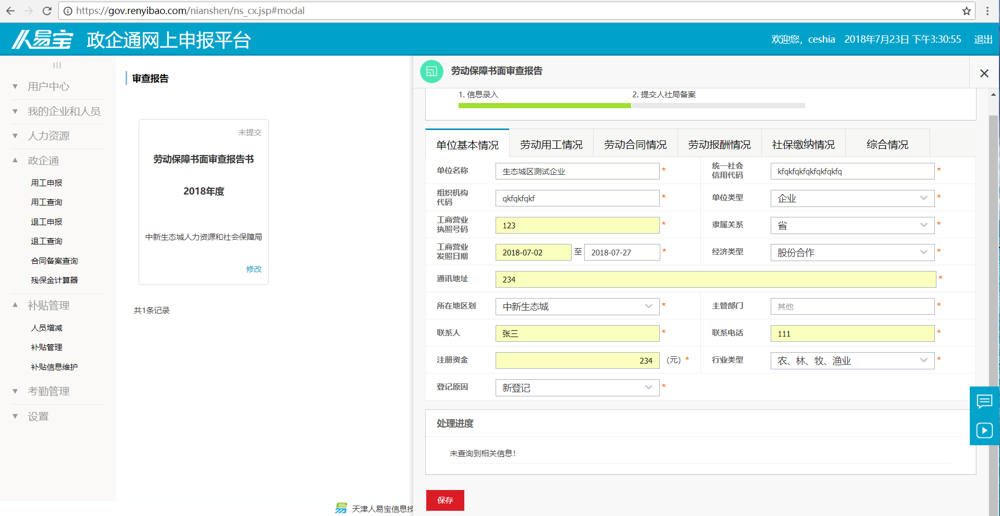 https://gov.renyibao.com/nianshen/ns_cx.jsp#modal
人易宝 政企通网上申报平台
欢迎您，ceshia 2018年7月23日 下午3:30:55 退出
用户中心
我的企业和人员
人力资源
政企通
用工申报
用工查询
退工申报
退工查询
合同备案查询
残保金计算器
补贴管理
人员增减
补贴管理
补贴信息维护
考勤管理
设置
审查报告
未提交
劳动保障书面审查报告书
2018年度
中新生态城人力资源和社会保障局
修改
共1条记录
易 天津人易宝信息技
劳动保障书面审查报告
1. 信息录入 2. 提交人社局备案
单位基本情况 劳动用工情况 劳动合同情况 劳动报酬情况 社保缴纳情况 综合情况
单位名称 生态城区测试企业 * 统一社会
信用代码 kfqkfqkfqkfqkfqkfq *
组织机构
代码 qkfqkfqkf * 单位类型 企业 *
工商营业
执照号码 123 * 隶属关系 省 *
工商营业
发照日期 2018-07-02 至 2018-07-27 * 经济类型 股份合作 *
通讯地址 234 *
所在地区划 中新生态城 * 主管部门 其他 *
联系人 张三 * 联系电话 111 *
注册资金 234 （元）* 行业类型 农、林、牧、渔业 *
登记原因 新登记 *
处理进度
未查询到相关信息！
保存